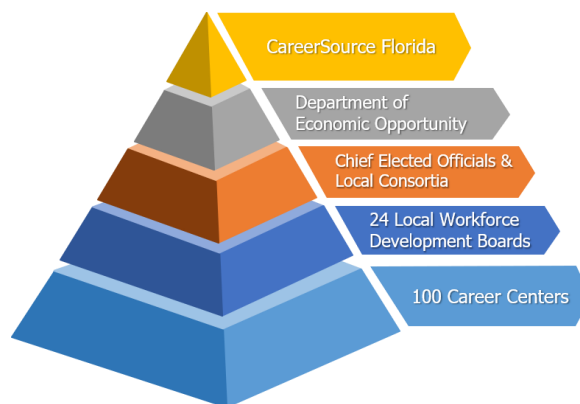 CareerSource Florida
Department of
Economic Opportunity
Chief Elected Officials &
Local Consortia
24 Local Workforce
Development Boards
100 Career Centers